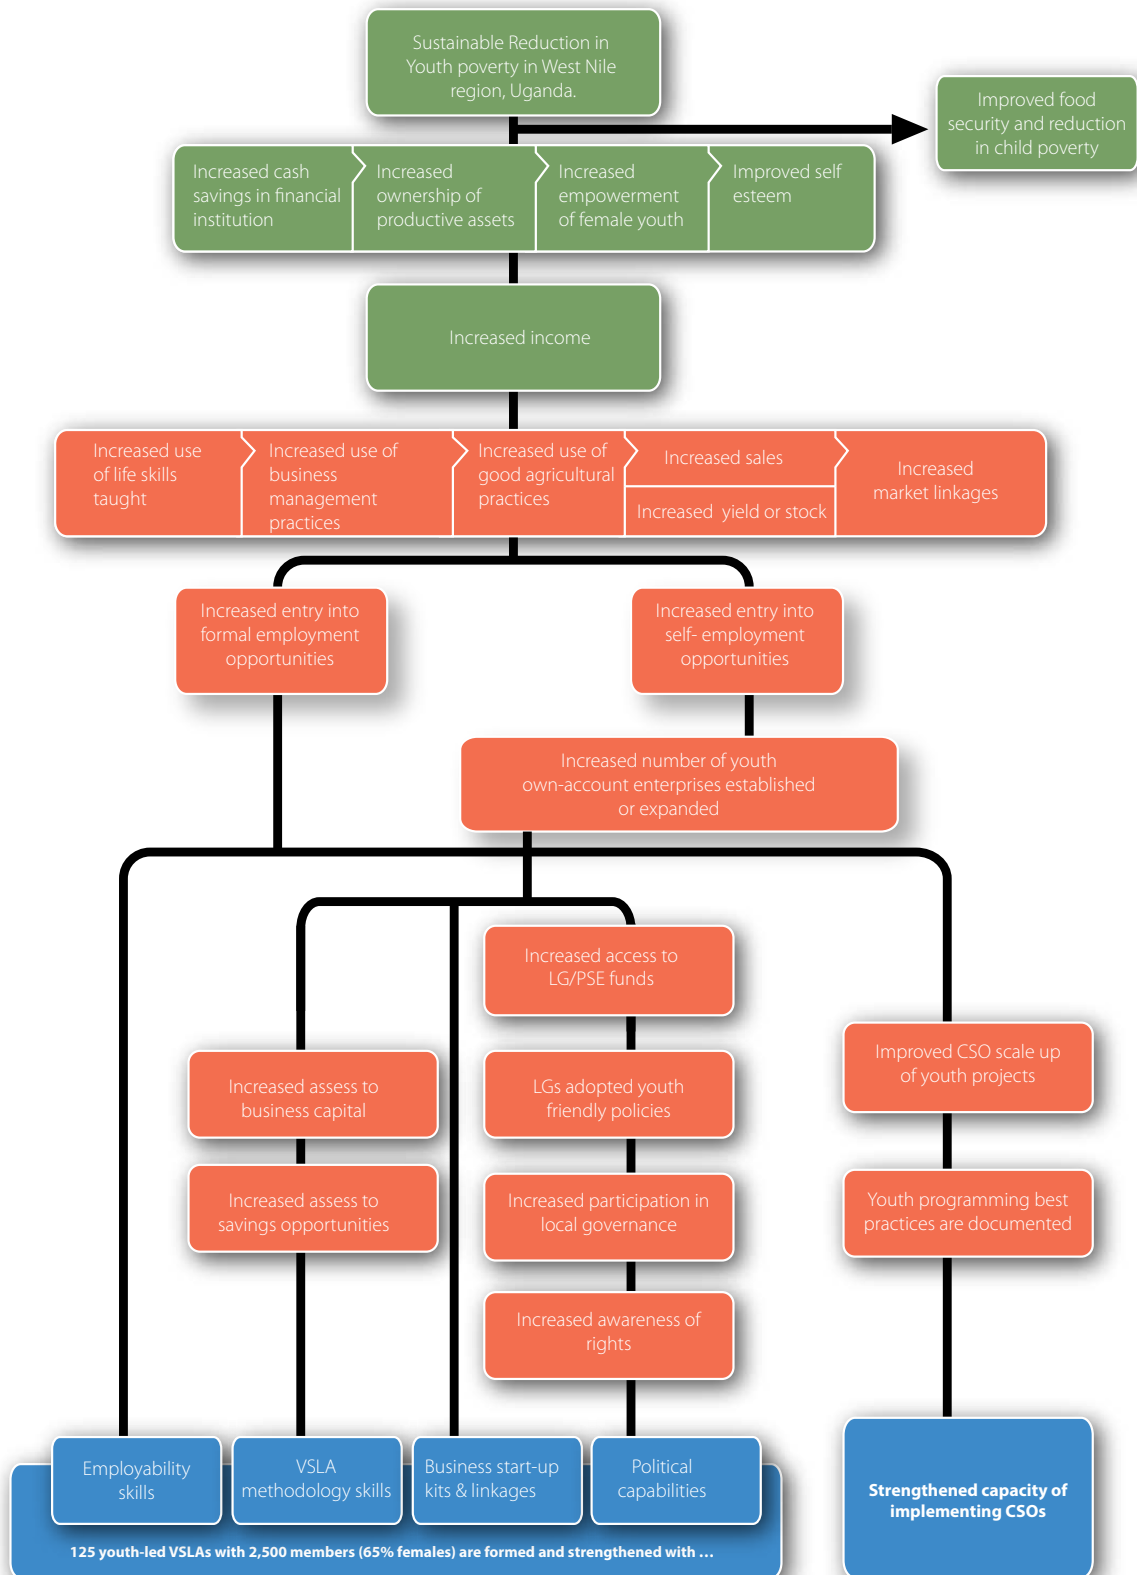 Sustainable Reduction in
Youth poverty in West Nile
region, Uganda.
Improved food
security and reduction
in child poverty
Increased cash
savings in financial
institution
Increased
ownership of
productive assets
Increased
empowerment
of female youth
Improved self
esteem
Increased income
Increased use
of life skills
taught
Increased use of
business
management
practices
Increased use of
good agricultural
practices
Increased sales
Increased yield or stock
Increased
market linkages
Increased entry into
formal employment
opportunities
Increased entry into
self- employment
opportunities
Increased number of youth
own-account enterprises established
or expanded
Increased access to
LG/PSE funds
Improved CSO scale up
of youth projects
Increased assess to
business capital
LGs adopted youth
friendly policies
Increased assess to
savings opportunities
Increased participation in
local governance
Youth programming best
practices are documented
Increased awareness of
rights
Employability
skills
VSLA
methodology skills
Business start-up
kits & linkages
Political
capabilities
Strengthened capacity of
implementing CSOs
125 youth-led VSLAs with 2,500 members (65% females) are formed and strengthened with ...